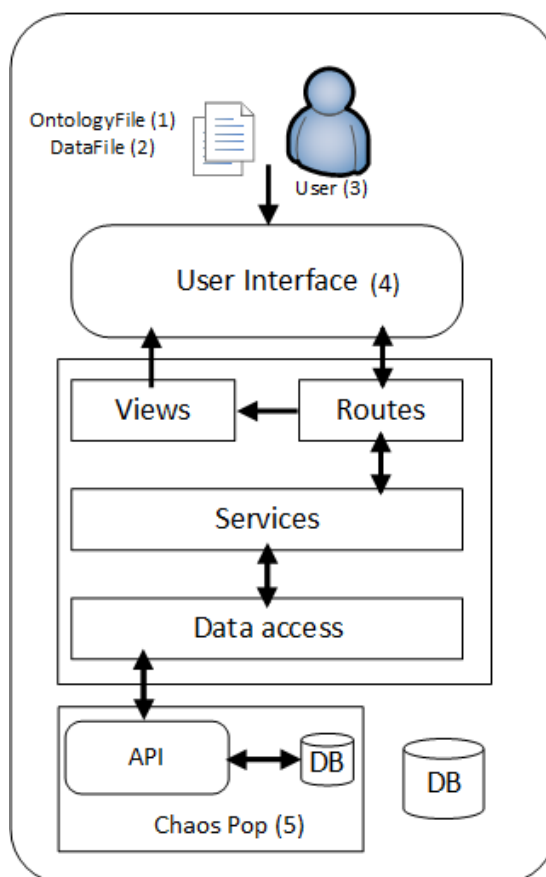 OntologyFile (1)
DataFile (2)
User (3)
User Interface (4)
Views
Routes
Services
Data access
API
DB
Chaos Pop (5)
DB